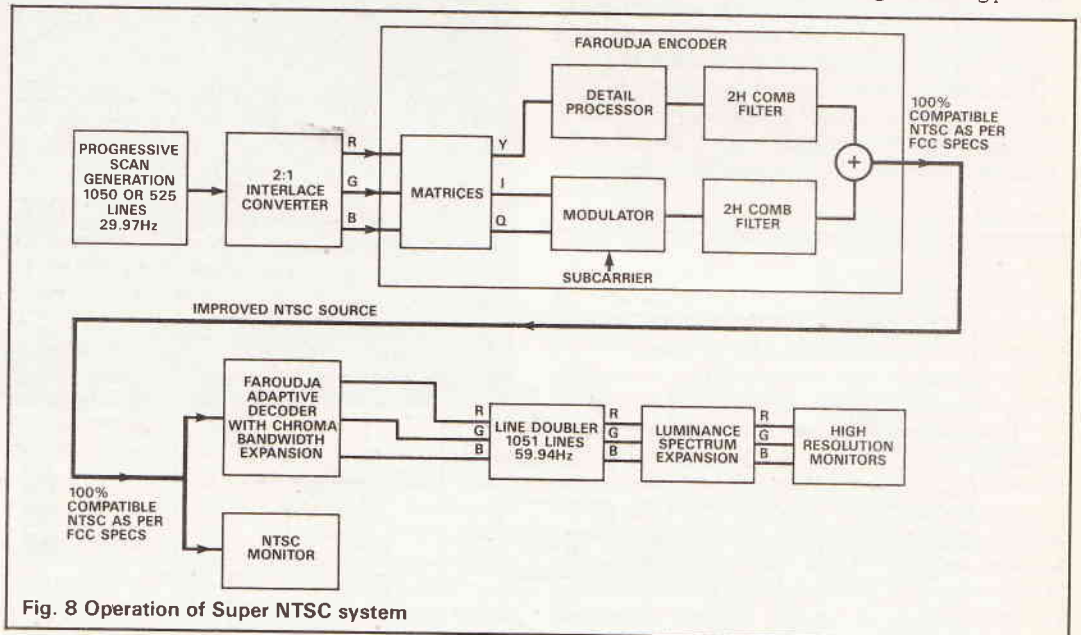 FAROUDJA ENCODER
PROGRESSIVE
SCAN
GENERATION
1050 OR 525
LINES
29.97Hz
2:1
INTERLACE
CONVERTER
R
G
B
MATRICES
Y
I
Q
DETAIL
PROCESSOR
2H COMB
FILTER
MODULATOR
2H COMB
FILTER
SUBCARRIER
+
100%
COMPATIBLE
NTSC AS PER
FCC SPECS
IMPROVED NTSC SOURCE
100%
COMPATIBLE
NTSC AS PER
FCC SPECS
FAROUDJA
ADAPTIVE
DECODER
WITH CHROMA
BANDWIDTH
EXPANSION
NTSC
MONITOR
R
G
B
LINE DOUBLER
1051 LINES
59.94Hz
R
G
B
LUMINANCE
SPECTRUM
EXPANSION
R
G
B
HIGH
RESOLUTION
MONITORS
Fig. 8 Operation of Super NTSC system